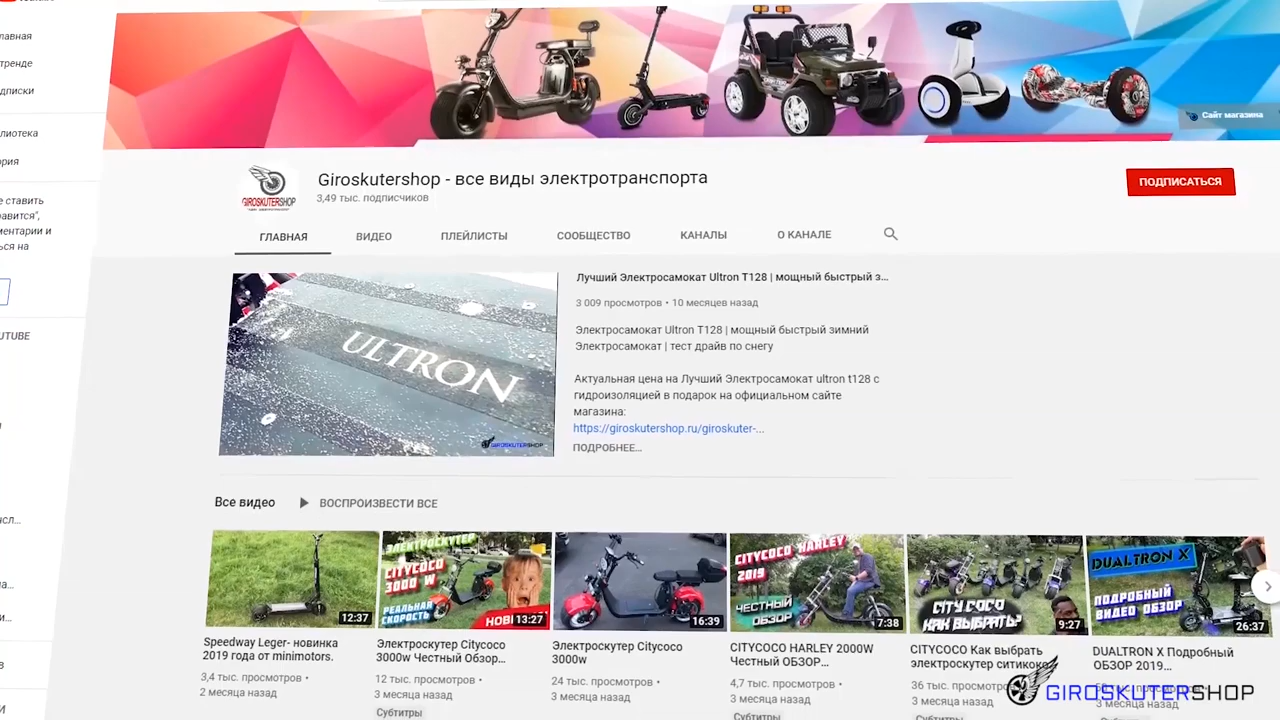 лавная
тренде
дписки
лиотека
ория
е ставить
равится",
ментарии и
ься на
UTUBE
Сайт магазина
GIROSKUTERSHOP
Giroskutershop - все виды электротранспорта
3,49 тыс. подписчиков
ПОДПИСАТЬСЯ
ГЛАВНАЯ
ВИДЕО
ПЛЕЙЛИСТЫ
СООБЩЕСТВО
КАНАЛЫ
О КАНАЛЕ
ULTRON
GIROSKUTERSHOP
Лучший Электросамокат Ultron T128 | мощный быстрый з...
3 009 просмотров • 10 месяцев назад
Электросамокат Ultron T128 | мощный быстрый зимний
Электросамокат | тест драйв по снегу
Актуальная цена на Лучший Электросамокат ultron t128 с
гидроизоляцией в подарок на официальном сайте
магазина:
https://giroskutershop.ru/giroskuter-...
ПОДРОБНЕЕ...
Все видео
ВОСПРОИЗВЕСТИ ВСЕ
12:37
Speedway Leger- новинка
2019 года от minimotors.
3,4 тыс. просмотров •
2 месяца назад
ЭЛЕКТРОСКУТЕР
CITYCOCO
3000 W
РЕАЛЬНАЯ
СКОРОСТЬ
13:27
Электроскутер Citycoco
3000w Честный Обзор...
12 тыс. просмотров •
3 месяца назад
Субтитры
16:39
Электроскутер Citycoco
3000w
24 тыс. просмотров •
3 месяца назад
CITYCOCO HARLEY
2019
ЧЕСТНЫЙ
ОБЗОР
7:38
CITYCOCO HARLEY 2000W
Честный ОБЗОР...
4,7 тыс. просмотров •
3 месяца назад
Субтитры
CITY COCO
КАК ВЫБРАТЬ?
9:27
CITYCOCO Как выбрать
электроскутер ситикоко
36 тыс. просмотров
3 месяца назад
Субтитры
DUALTRON X
ПОДРОБНЫЙ
ВИДЕО ОБЗОР
26:37
DUALTRON X Подробный
ОБЗОР 2019...
3 месяца назад
GIROSKUTERSHOP